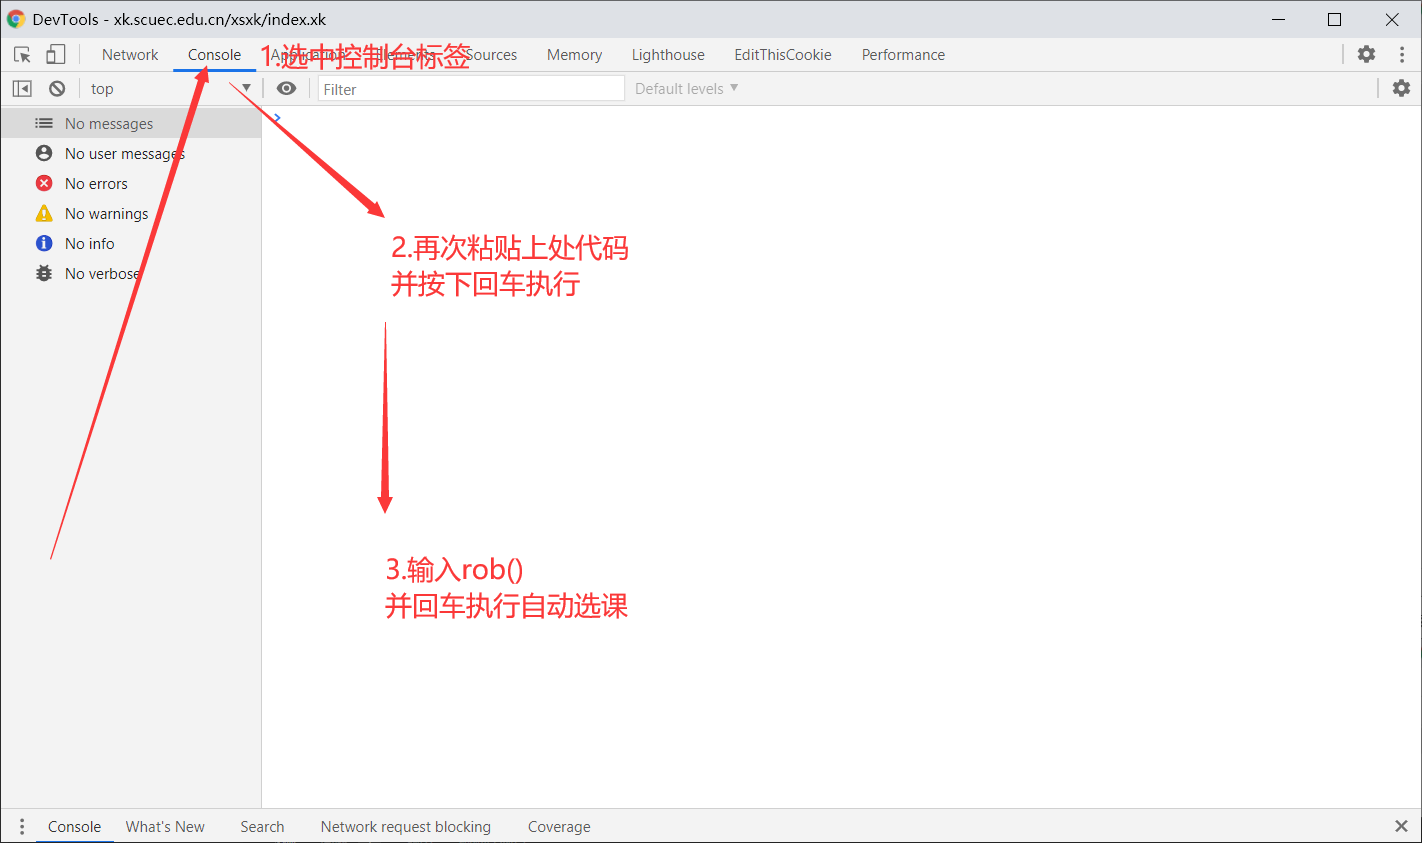 DevTools - xk.scuec.edu.cn/xsxk/index.xk
Network Console Application Elements Sources Memory Lighthouse EditThisCookie Performance
1.选中控制台标签
top Filter Default levels
No messages
No user messages
No errors
No warnings
No info
No verbose
2.再次粘贴上处代码
并按下回车执行
3.输入rob()
并回车执行自动选课
Console What's New Search Network request blocking Coverage